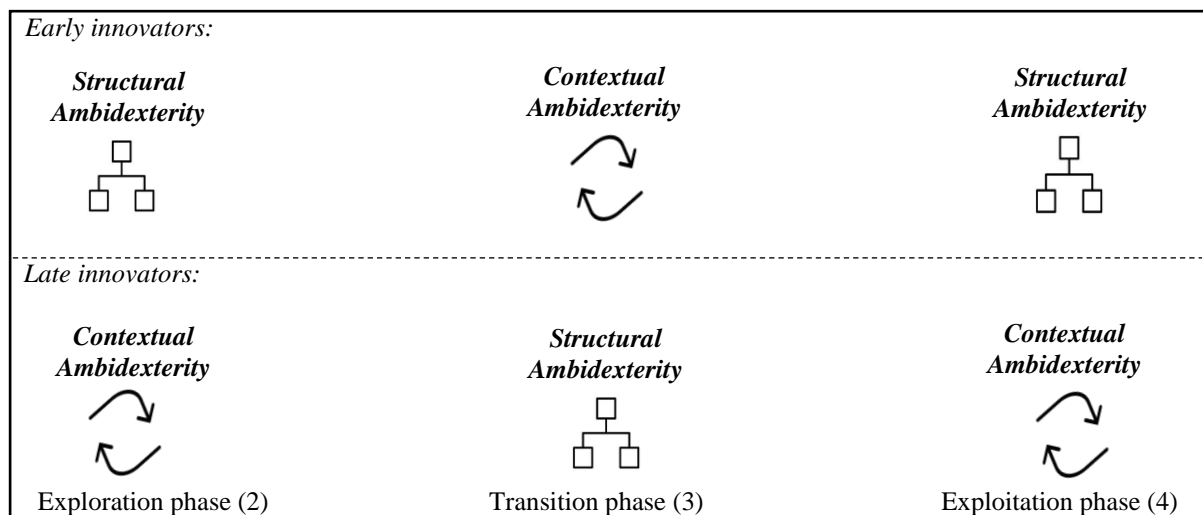 Early innovators:
Structural
Ambidexterity
Contextual
Ambidexterity
Structural
Ambidexterity
Late innovators:
Contextual
Ambidexterity
Structural
Ambidexterity
Contextual
Ambidexterity
Exploration phase (2)
Transition phase (3)
Exploitation phase (4)